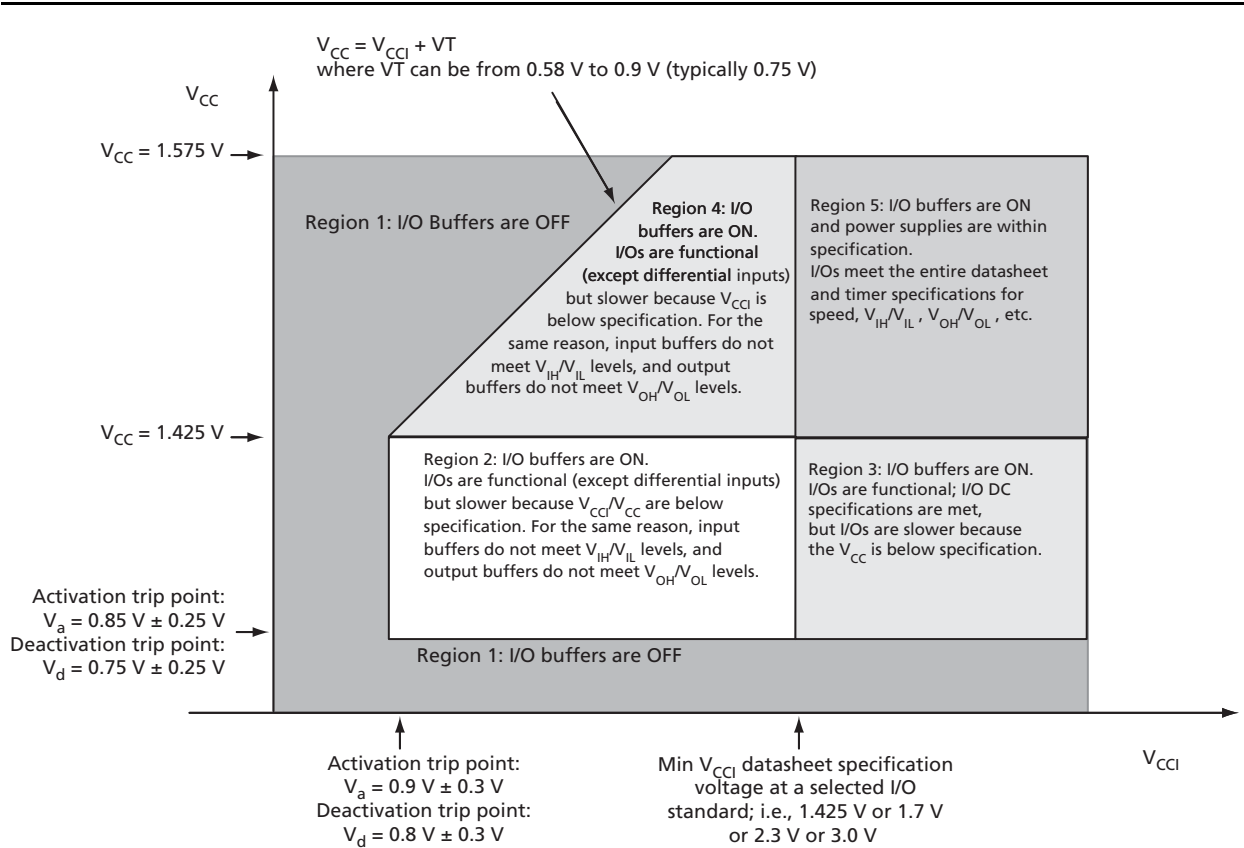 V_CC = V_CCI + VT
where VT can be from 0.58 V to 0.9 V (typically 0.75 V)
V_CC
V_CC = 1.575 V
Region 1: I/O Buffers are OFF
Region 4: I/O
buffers are ON.
I/Os are functional
(except differential inputs)
but slower because V_CCI is
below specification. For the
same reason, input buffers do not
meet V_IH/V_IL levels, and output
buffers do not meet V_OH/V_OL levels.
Region 5: I/O buffers are ON
and power supplies are within
specification.
I/Os meet the entire datasheet
and timer specifications for
speed, V_IH/V_IL , V_OH/V_OL , etc.
V_CC = 1.425 V
Region 2: I/O buffers are ON.
I/Os are functional (except differential inputs)
but slower because V_CCI/V_CC are below
specification. For the same reason, input
buffers do not meet V_IH/V_IL levels, and
output buffers do not meet V_OH/V_OL levels.
Region 3: I/O buffers are ON.
I/Os are functional; I/O DC
specifications are met,
but I/Os are slower because
the V_CC is below specification.
Activation trip point:
V_a = 0.85 V ± 0.25 V
Deactivation trip point:
V_d = 0.75 V ± 0.25 V
Region 1: I/O buffers are OFF
Activation trip point:
V_a = 0.9 V ± 0.3 V
Deactivation trip point:
V_d = 0.8 V ± 0.3 V
Min V_CCI datasheet specification
voltage at a selected I/O
standard; i.e., 1.425 V or 1.7 V
or 2.3 V or 3.0 V
V_CCI